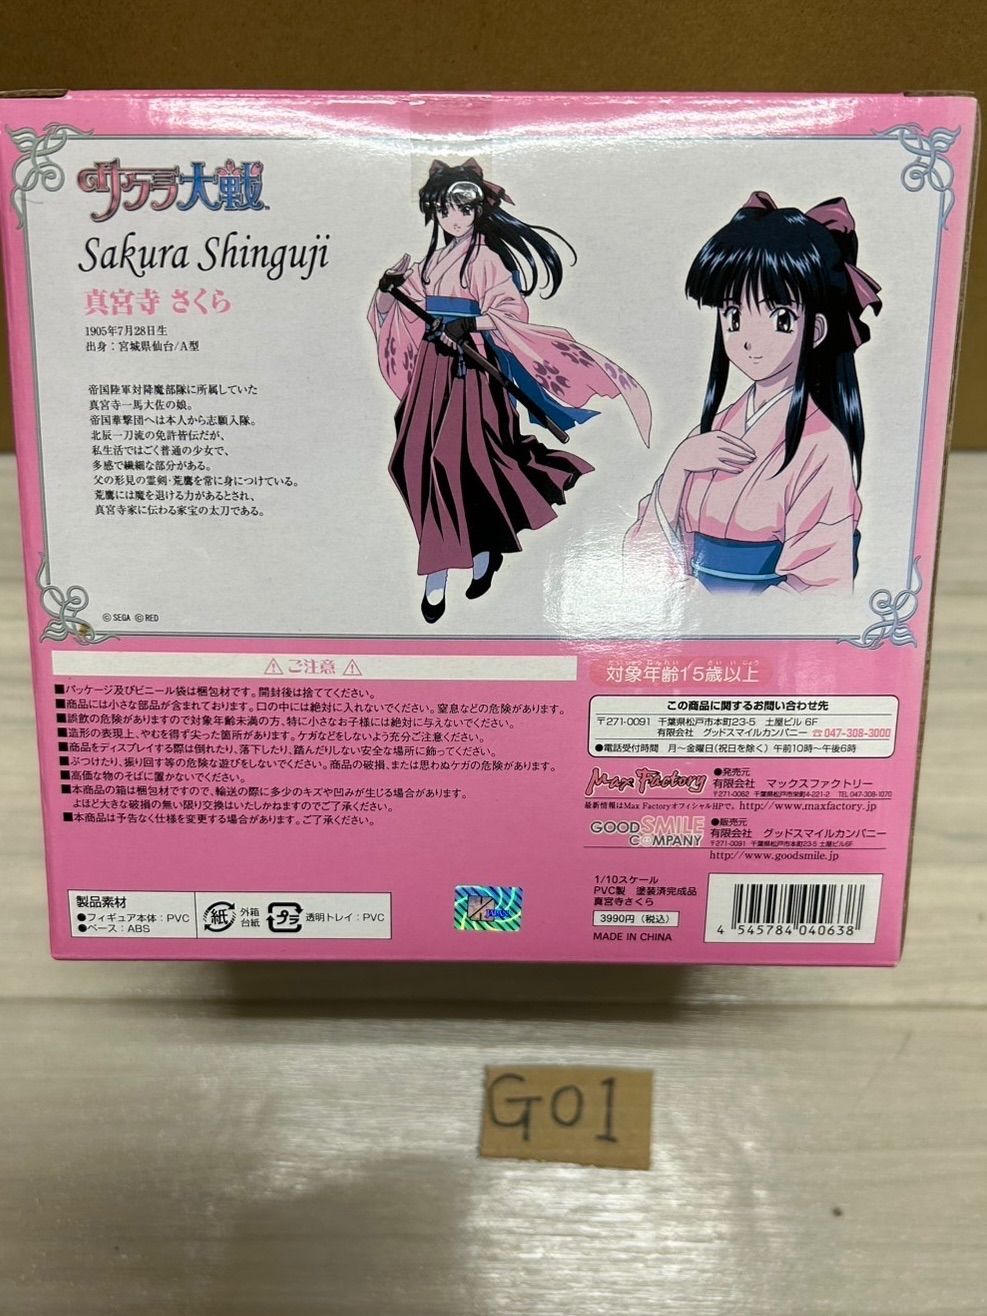 サクラ大戦
Sakura Shinguji
真宮寺 さくら
1905年7月28日生
出身：宮城県仙台/A型
帝国陸軍対降魔部隊に所属していた
真宮寺一馬大佐の娘。
帝国華撃団へは本人から志願入隊。
北辰一刀流の免許皆伝だが、
私生活ではごく普通の少女で、
多感で繊細な部分がある。
父の形見の霊剣・荒鷹を常に身につけている。
荒鷹には魔を退ける力があるとされ、
真宮寺家に伝わる家宝の太刀である。
©SEGA ©RED
⚠ご注意⚠
■パッケージ及びビニール袋は梱包材です。開封後は捨ててください。
■商品には小さな部品が含まれております。口の中には絶対に入れないでください。窒息などの危険があります。
■誤飲の危険がありますので対象年齢未満の方、特に小さなお子様には絶対に与えないでください。
■造形の表現上、やむを得ず尖った箇所があります。ケガなどをしないよう充分ご注意ください。
■商品をディスプレイする際は倒れたり、落下したり、踏んだりしない安全な場所に飾ってください。
■ぶつけたり、振り回す等の危険な遊びをしないでください。商品の破損、または思わぬケガの危険があります。
■高価な物のそばに置かないでください。
■本商品の箱は梱包材ですので、輸送の際に多少のキズや凹みが生じる場合があります。
よほど大きな破損の無い限り交換はいたしかねますのでご了承ください。
■本商品は予告なく仕様を変更する場合があります。ご了承ください。
製品素材
●フィギュア本体：PVC
●ベース：ABS
紙
外箱
台紙
プラ
透明トレイ：PVC
JAPAN
対象年齢15歳以上
たいしょうねんれい さいいじょう
この商品に関するお問い合わせ先
〒271-0091 千葉県松戸市本町23-5 土屋ビル 6F
有限会社 グッドスマイルカンパニー ☎047-308-3000
●電話受付時間 月〜金曜日(祝日を除く) 午前10時〜午後6時
Max Factory
●発売元
有限会社 マックスファクトリー
〒271-0062 千葉県松戸市栄町4-221-2 TEL 047-308-1070
最新情報はMax FactoryオフィシャルHPで。http://www.maxfactory.jp
GOOD SMILE COMPANY
●販売元
有限会社 グッドスマイルカンパニー
〒271-0091 千葉県松戸市本町23-5 土屋ビル6F
http://www.goodsmile.jp
1/10スケール
PVC製 塗装済完成品
真宮寺さくら
3990円（税込）
MADE IN CHINA
4 545784 040638
G01